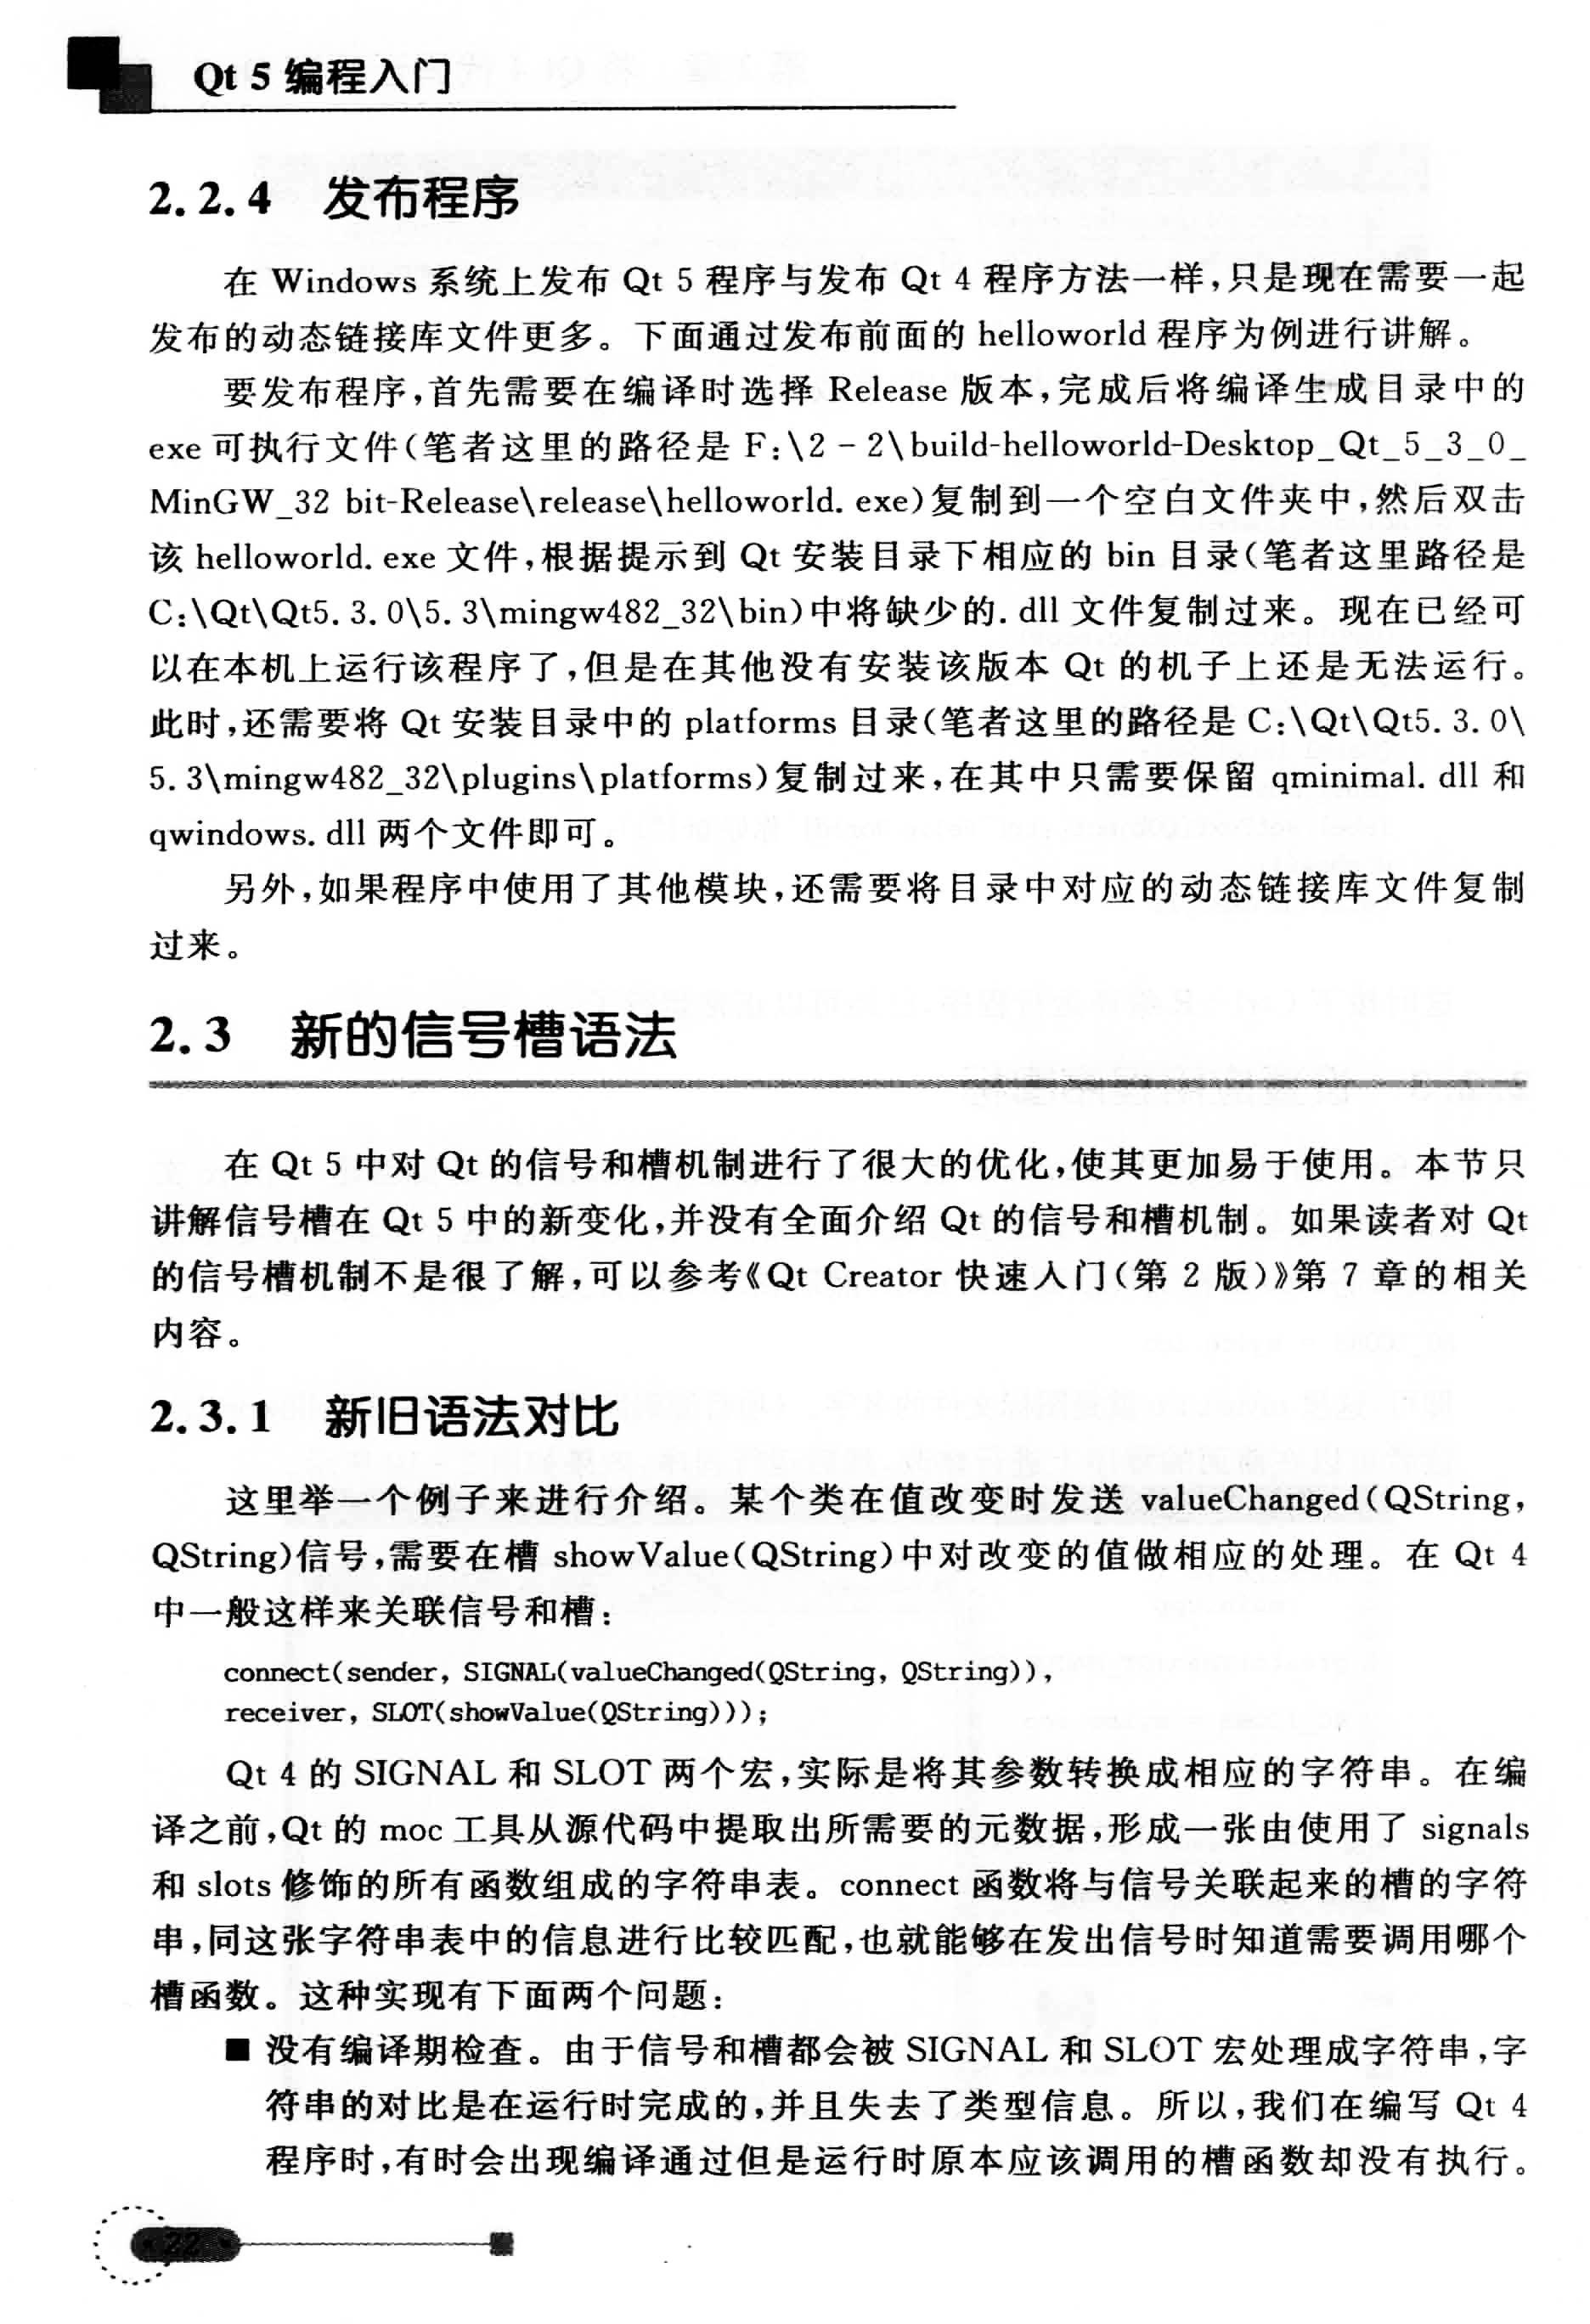 Qt 5 编程入门
2.2.4 发布程序
在 Windows 系统上发布 Qt 5 程序与发布 Qt 4 程序方法一样，只是现在需要一起
发布的动态链接库文件更多。下面通过发布前面的 helloworld 程序为例进行讲解。
要发布程序，首先需要在编译时选择 Release 版本，完成后将编译生成目录中的
exe 可执行文件(笔者这里的路径是 F:\2-2\build-helloworld-Desktop_Qt_5_3_0_
MinGW_32 bit-Release\release\helloworld.exe)复制到一个空白文件夹中，然后双击
该 helloworld.exe 文件，根据提示到 Qt 安装目录下相应的 bin 目录(笔者这里路径是
C:\Qt\Qt5.3.0\5.3\mingw482_32\bin)中将缺少的.dll 文件复制过来。现在已经可
以在本机上运行该程序了，但是在其他没有安装该版本 Qt 的机子上还是无法运行。
此时，还需要将 Qt 安装目录中的 platforms 目录(笔者这里的路径是 C:\Qt\Qt5.3.0\
5.3\mingw482_32\plugins\platforms)复制过来，在其中只需要保留 qminimal.dll 和
qwindows.dll 两个文件即可。
另外，如果程序中使用了其他模块，还需要将目录中对应的动态链接库文件复制
过来。
2.3 新的信号槽语法
在 Qt 5 中对 Qt 的信号和槽机制进行了很大的优化，使其更加易于使用。本节只
讲解信号槽在 Qt 5 中的新变化，并没有全面介绍 Qt 的信号和槽机制。如果读者对 Qt
的信号槽机制不是很了解，可以参考《Qt Creator 快速入门(第 2 版)》第 7 章的相关
内容。
2.3.1 新旧语法对比
这里举一个例子来进行介绍。某个类在值改变时发送 valueChanged(QString,
QString)信号，需要在槽 showValue(QString)中对改变的值做相应的处理。在 Qt 4
中一般这样来关联信号和槽：
connect(sender, SIGNAL(valueChanged(QString, QString)),
receiver, SLOT(showValue(QString)));
Qt 4 的 SIGNAL 和 SLOT 两个宏，实际是将其参数转换成相应的字符串。在编
译之前，Qt 的 moc 工具从源代码中提取出所需要的元数据，形成一张由使用了 signals
和 slots 修饰的所有函数组成的字符串表。connect 函数将与信号关联起来的槽的字符
串，同这张字符串表中的信息进行比较匹配，也就能够在发出信号时知道需要调用哪个
槽函数。这种实现有下面两个问题：
■ 没有编译期检查。由于信号和槽都会被 SIGNAL 和 SLOT 宏处理成字符串，字
符串的对比是在运行时完成的，并且失去了类型信息。所以，我们在编写 Qt 4
程序时，有时会出现编译通过但是运行时原本应该调用的槽函数却没有执行。
22